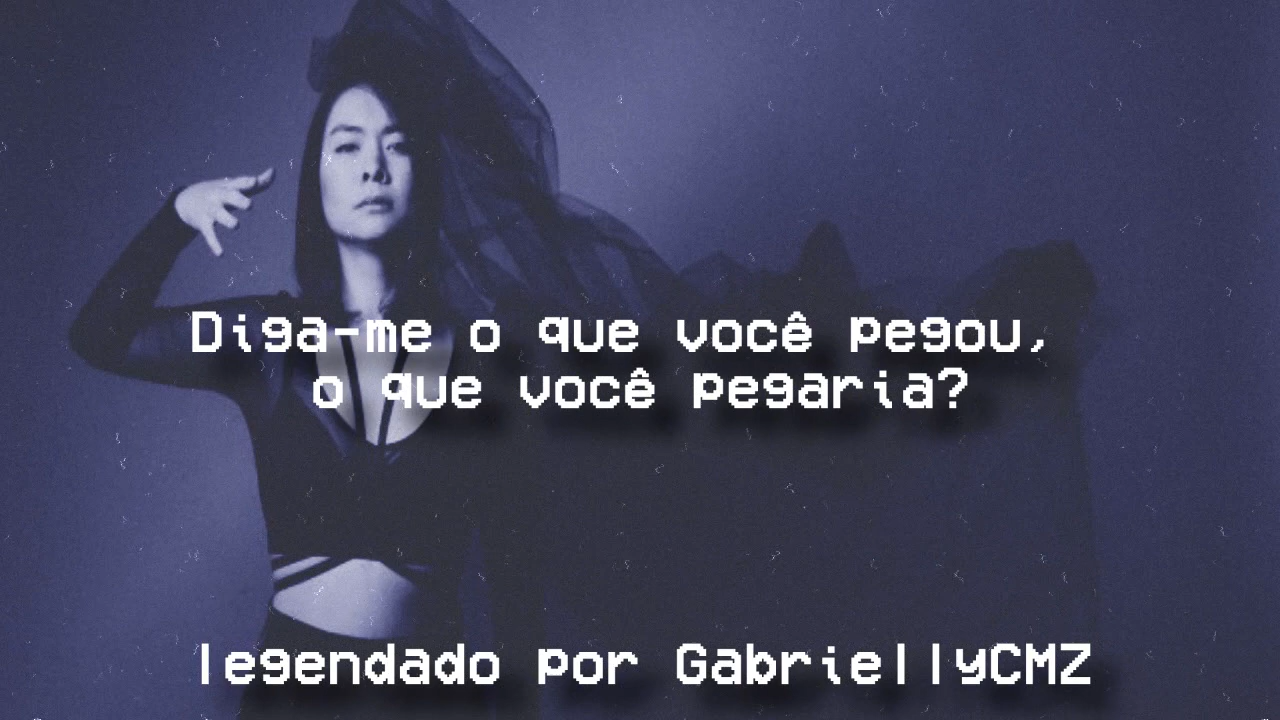 Diga-me o que você pegou,
o que você pegaria?
legendado por GabriellyCMZ